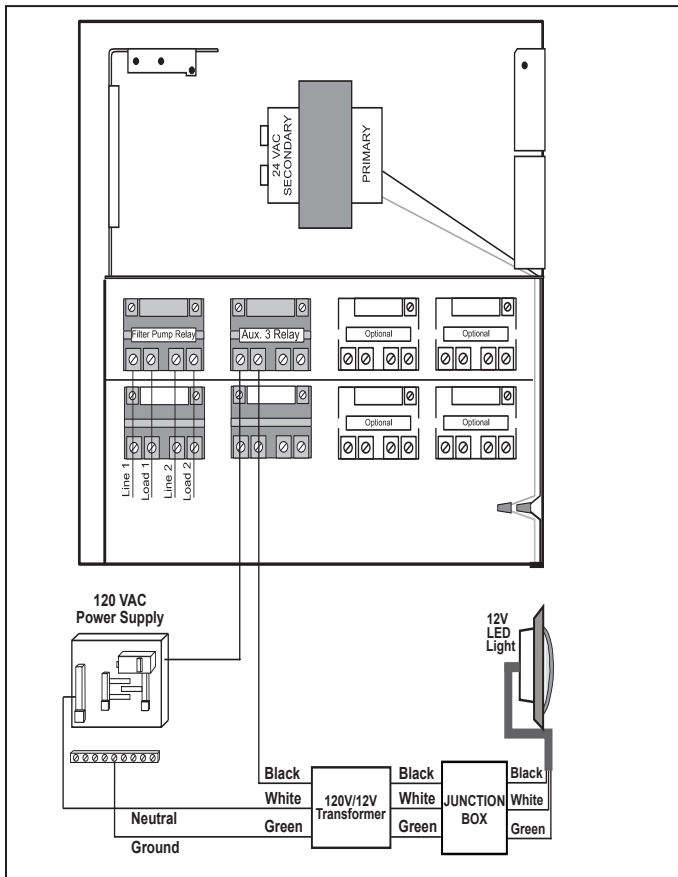 24 VAC
SECONDARY
PRIMARY
Filter Pump Relay
Aux. 3 Relay
Optional
Optional
Optional
Optional
Line 1
Load 1
Line 2
Load 2
120 VAC
Power Supply
12V
LED
Light
Black
Black
Black
White
120V/12V
Transformer
White
JUNCTION
BOX
White
Neutral
Green
Green
Green
Ground